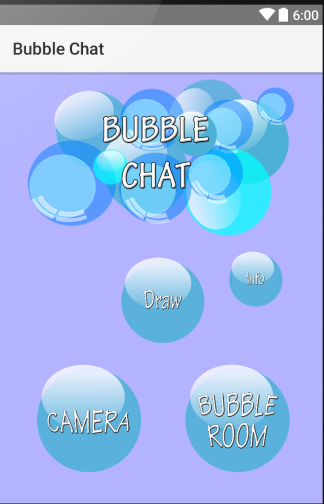 6:00
Bubble Chat
BUBBLE
CHAT
Draw
Info
CAMERA
BUBBLE
ROOM